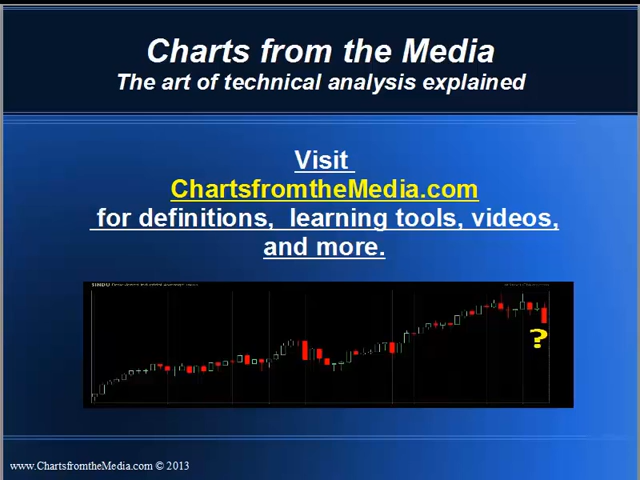 Charts from the Media
The art of technical analysis explained
Visit
ChartsfromtheMedia.com
for definitions, learning tools, videos,
and more.
?
www.ChartsfromtheMedia.com © 2013